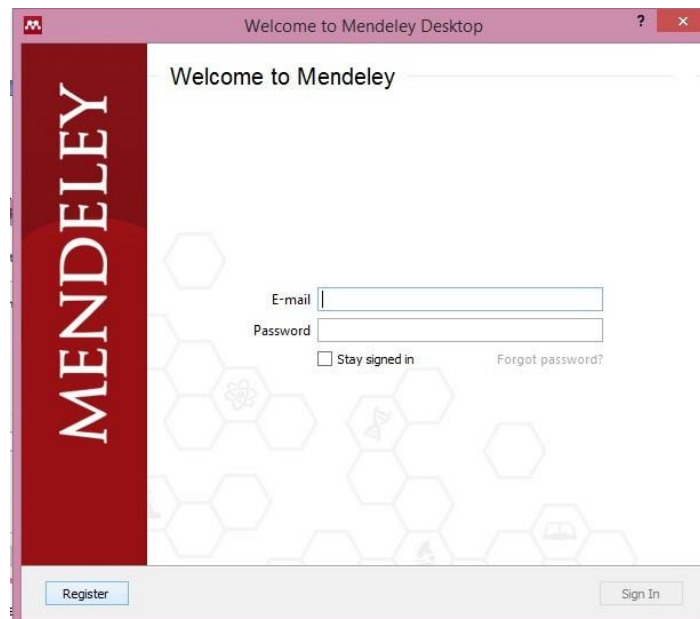 Welcome to Mendeley Desktop
?
x
MENDELEY
Welcome to Mendeley
E-mail
Password
Stay signed in Forgot password?
Register Sign In